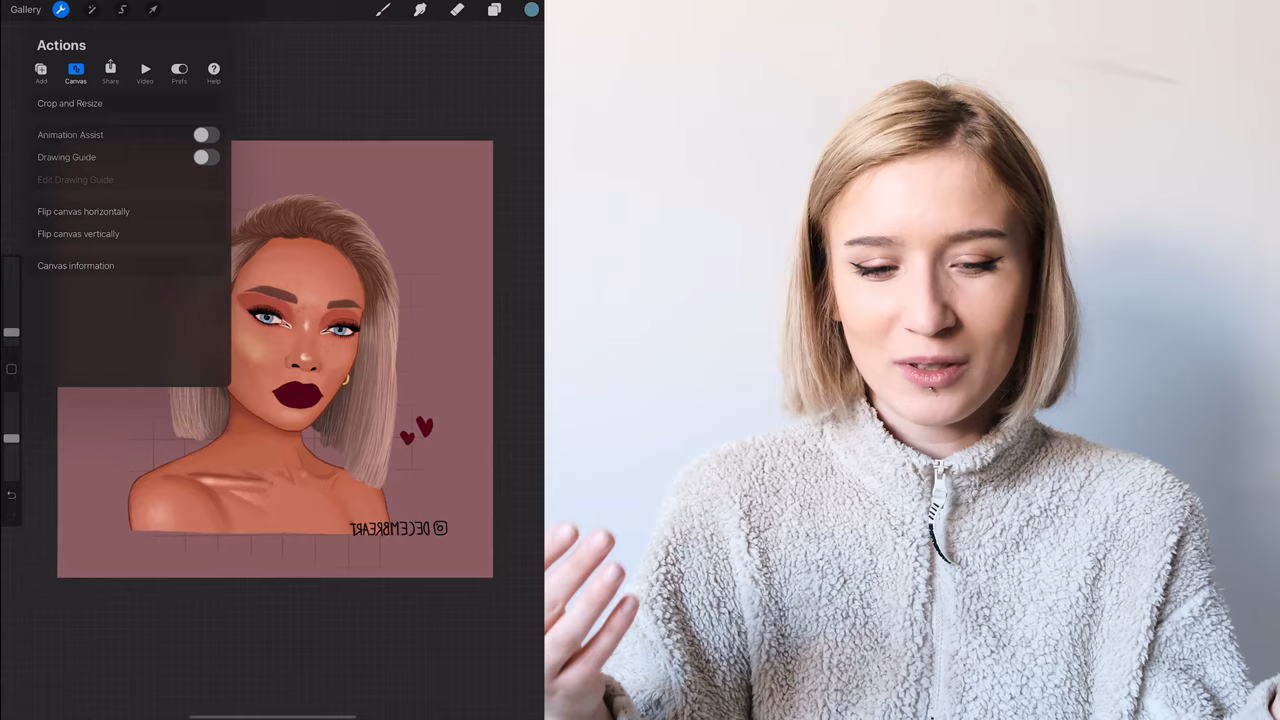 Gallery
Actions
Add Canvas Share Video Prefs Help
Crop and Resize
Animation Assist
Drawing Guide
Edit Drawing Guide
Flip canvas horizontally
Flip canvas vertically
Canvas information
DECEMBREART